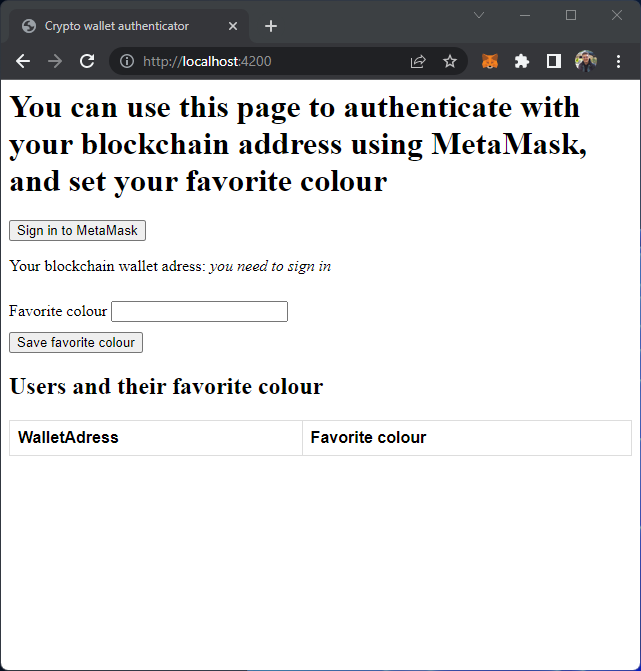 Crypto wallet authenticator
http://localhost:4200
You can use this page to authenticate with
your blockchain address using MetaMask,
and set your favorite colour
Sign in to MetaMask
Your blockchain wallet adress: you need to sign in
Favorite colour
Save favorite colour
Users and their favorite colour
WalletAdress Favorite colour